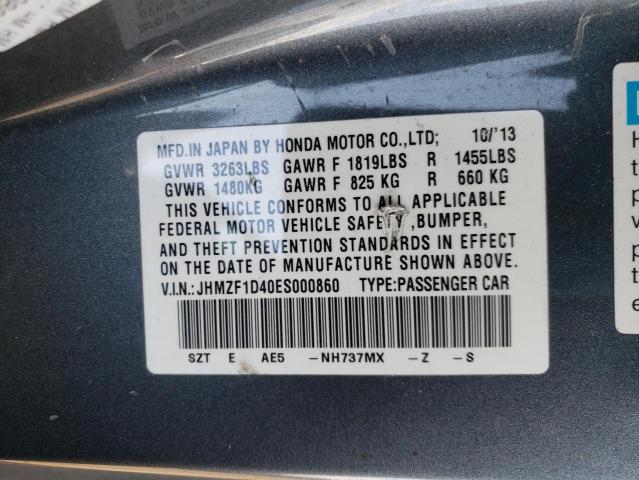 MFD.IN JAPAN BY HONDA MOTOR CO.,LTD; 10/'13
GVWR 3263LBS GAWR F 1819LBS R 1455LBS
GVWR 1480KG GAWR F 825 KG R 660 KG
THIS VEHICLE CONFORMS TO ALL APPLICABLE
FEDERAL MOTOR VEHICLE SAFETY ,BUMPER,
AND THEFT PREVENTION STANDARDS IN EFFECT
ON THE DATE OF MANUFACTURE SHOWN ABOVE.
V.I.N.: JHMZF1D40ES000860 TYPE:PASSENGER CAR
SZT E AE5 -NH737MX -Z -S